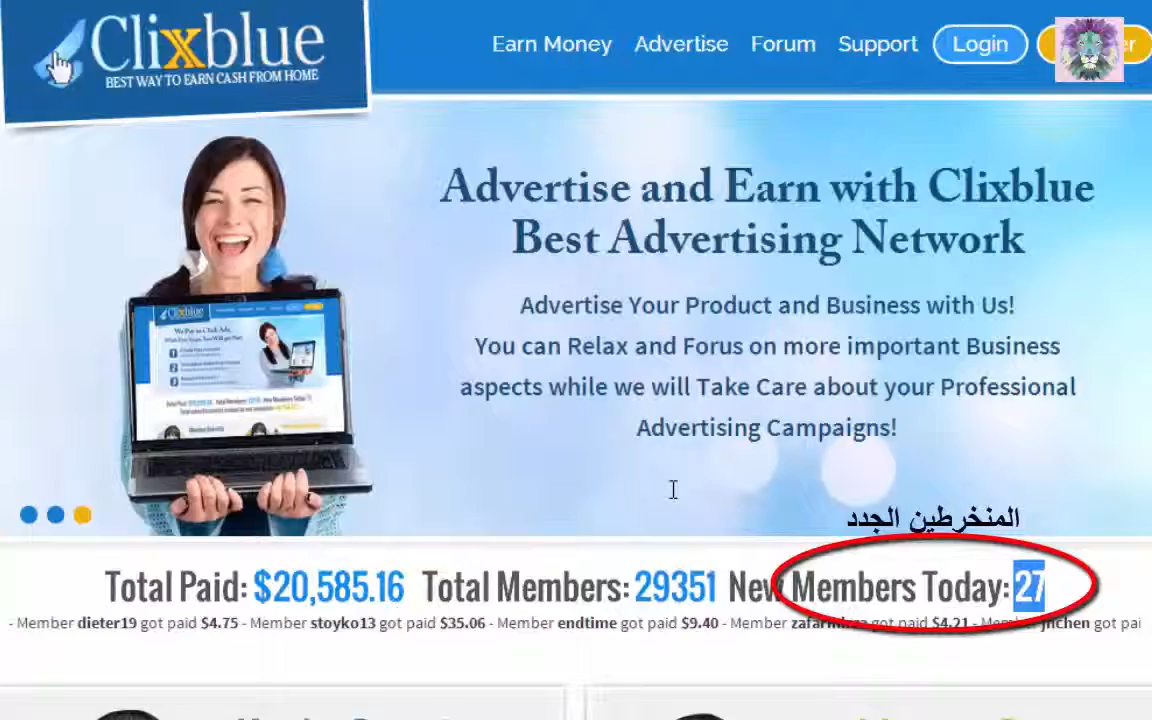 Clixblue
BEST WAY TO EARN CASH FROM HOME
Earn Money Advertise Forum Support Login
Advertise and Earn with Clixblue
Best Advertising Network
Advertise Your Product and Business with Us!
You can Relax and Forus on more important Business
aspects while we will Take Care about your Professional
Advertising Campaigns!
المنخرطين الجدد
Total Paid: $20,585.16 Total Members: 29351 New Members Today: 27
- Member dieter19 got paid $4.75 - Member stoyko13 got paid $35.06 - Member endtime got paid $9.40 - Member got paid $4.21 - Member got pai